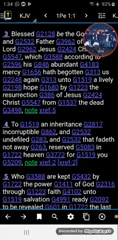 1:34
KJV 1Pe 1:1
3 Blessed G2128 be the Go
and G2532 Father G3962 of
Lord G2962 Jesus G2424 Ch
G5547, which G3588 according to
G2596 his G846 abundant G4183
mercy G1656 hath begotten G313 us
G2248 again G313 unto G1519 a lively
G2198 hope G1680 by G1223 the
resurrection G386 of Jesus G2424
Christ G5547 from G1537 the dead
G3498, note xref §
4 To G1519 an inheritance G2817
incorruptible G862, and G2532
undefiled G283, and G2532 that fadeth
not away G263, reserved G5083 in
G1722 heaven G3772 for G1519 you
G5209, note xref 2 xref †
5 Who G3588 are kept G5432 by
G1722 the power G1411 of God G2316
through G1223 faith G4102 unto
G1519 salvation G4991 ready G2092
to be revealed G601 in G1722 the last